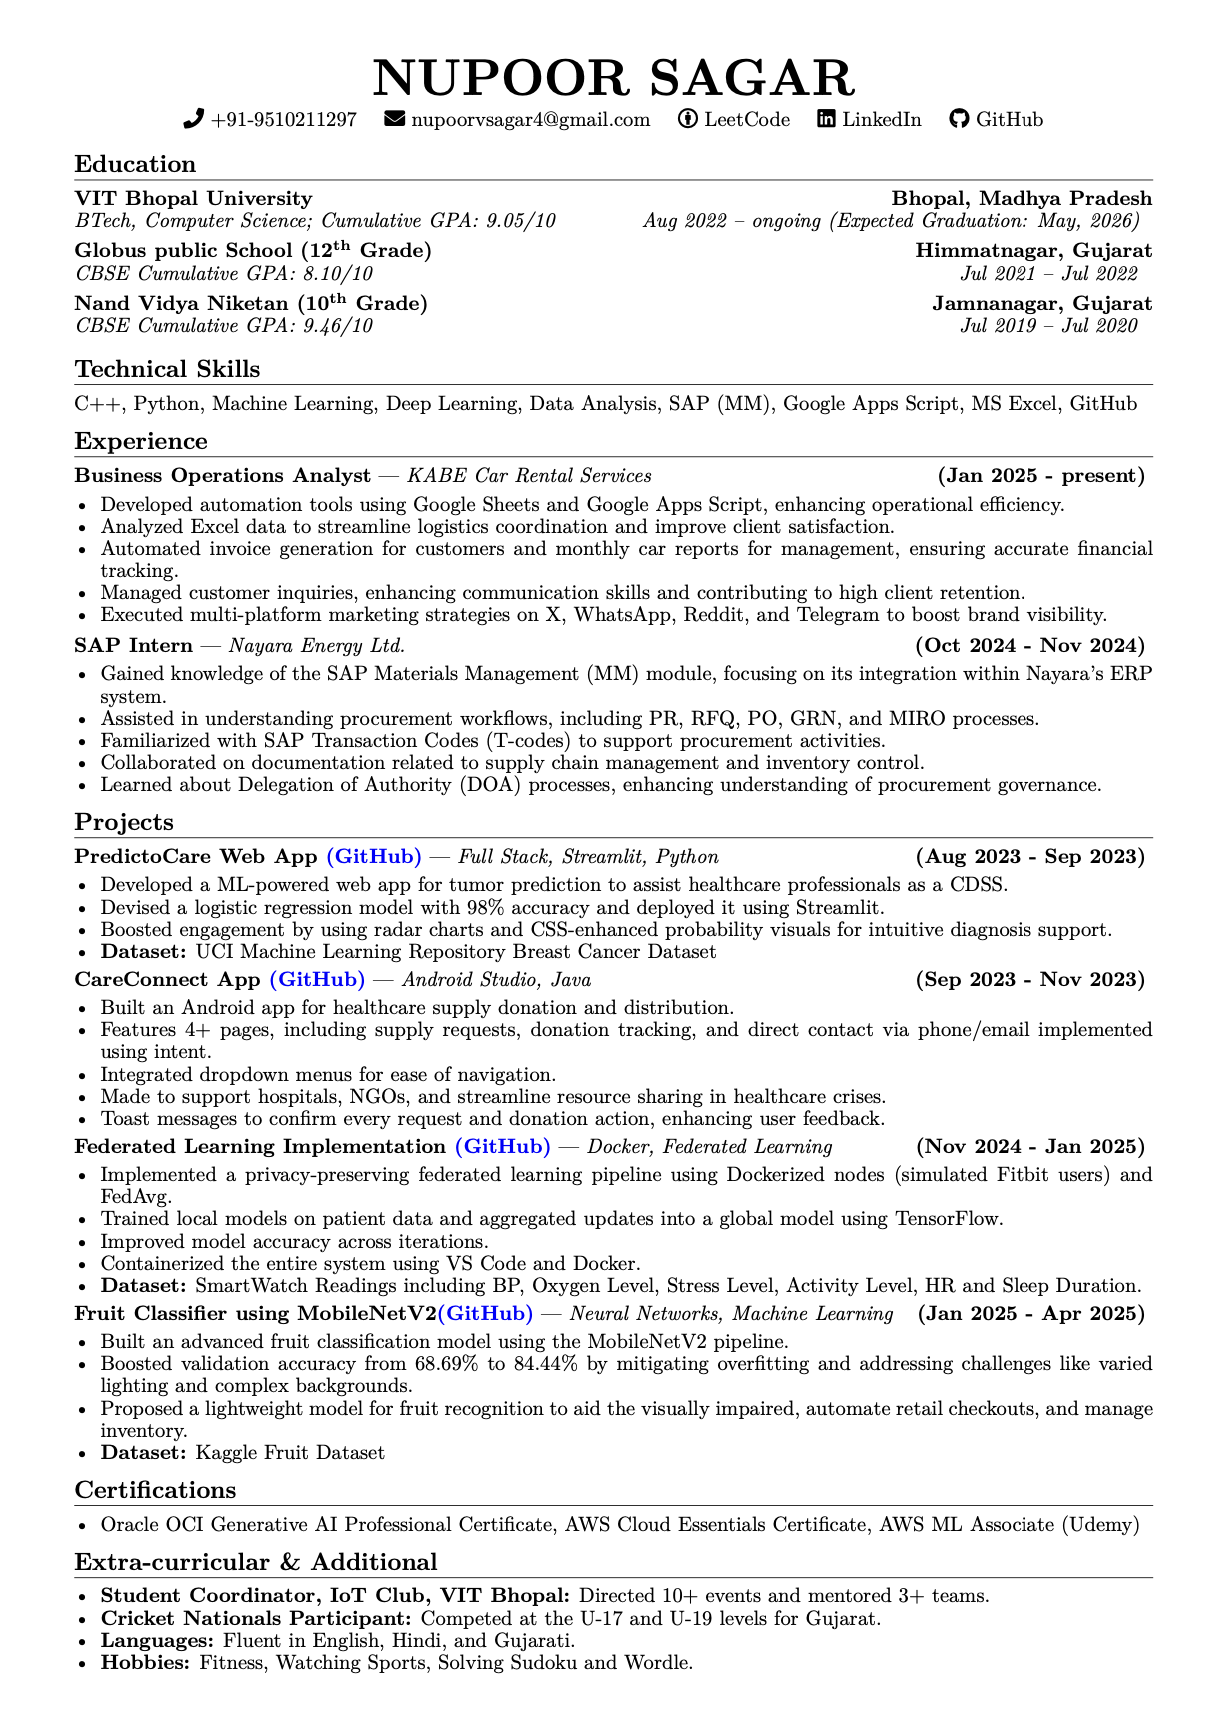 NUPOOR SAGAR
+91-9510211297 nupoorvsagar4@gmail.com LeetCode LinkedIn GitHub
Education
VIT Bhopal University Bhopal, Madhya Pradesh
BTech, Computer Science; Cumulative GPA: 9.05/10 Aug 2022 – ongoing (Expected Graduation: May, 2026)
Globus public School (12th Grade) Himmatnagar, Gujarat
CBSE Cumulative GPA: 8.10/10 Jul 2021 – Jul 2022
Nand Vidya Niketan (10th Grade) Jamnanagar, Gujarat
CBSE Cumulative GPA: 9.46/10 Jul 2019 – Jul 2020
Technical Skills
C++, Python, Machine Learning, Deep Learning, Data Analysis, SAP (MM), Google Apps Script, MS Excel, GitHub
Experience
Business Operations Analyst — KABE Car Rental Services (Jan 2025 - present)
• Developed automation tools using Google Sheets and Google Apps Script, enhancing operational efficiency.
• Analyzed Excel data to streamline logistics coordination and improve client satisfaction.
• Automated invoice generation for customers and monthly car reports for management, ensuring accurate financial
tracking.
• Managed customer inquiries, enhancing communication skills and contributing to high client retention.
• Executed multi-platform marketing strategies on X, WhatsApp, Reddit, and Telegram to boost brand visibility.
SAP Intern — Nayara Energy Ltd. (Oct 2024 - Nov 2024)
• Gained knowledge of the SAP Materials Management (MM) module, focusing on its integration within Nayara's ERP
system.
• Assisted in understanding procurement workflows, including PR, RFQ, PO, GRN, and MIRO processes.
• Familiarized with SAP Transaction Codes (T-codes) to support procurement activities.
• Collaborated on documentation related to supply chain management and inventory control.
• Learned about Delegation of Authority (DOA) processes, enhancing understanding of procurement governance.
Projects
PredictoCare Web App (GitHub) — Full Stack, Streamlit, Python (Aug 2023 - Sep 2023)
• Developed a ML-powered web app for tumor prediction to assist healthcare professionals as a CDSS.
• Devised a logistic regression model with 98% accuracy and deployed it using Streamlit.
• Boosted engagement by using radar charts and CSS-enhanced probability visuals for intuitive diagnosis support.
• Dataset: UCI Machine Learning Repository Breast Cancer Dataset
CareConnect App (GitHub) — Android Studio, Java (Sep 2023 - Nov 2023)
• Built an Android app for healthcare supply donation and distribution.
• Features 4+ pages, including supply requests, donation tracking, and direct contact via phone/email implemented
using intent.
• Integrated dropdown menus for ease of navigation.
• Made to support hospitals, NGOs, and streamline resource sharing in healthcare crises.
• Toast messages to confirm every request and donation action, enhancing user feedback.
Federated Learning Implementation (GitHub) — Docker, Federated Learning (Nov 2024 - Jan 2025)
• Implemented a privacy-preserving federated learning pipeline using Dockerized nodes (simulated Fitbit users) and
FedAvg.
• Trained local models on patient data and aggregated updates into a global model using TensorFlow.
• Improved model accuracy across iterations.
• Containerized the entire system using VS Code and Docker.
• Dataset: SmartWatch Readings including BP, Oxygen Level, Stress Level, Activity Level, HR and Sleep Duration.
Fruit Classifier using MobileNetV2(GitHub) — Neural Networks, Machine Learning (Jan 2025 - Apr 2025)
• Built an advanced fruit classification model using the MobileNetV2 pipeline.
• Boosted validation accuracy from 68.69% to 84.44% by mitigating overfitting and addressing challenges like varied
lighting and complex backgrounds.
• Proposed a lightweight model for fruit recognition to aid the visually impaired, automate retail checkouts, and manage
inventory.
• Dataset: Kaggle Fruit Dataset
Certifications
• Oracle OCI Generative AI Professional Certificate, AWS Cloud Essentials Certificate, AWS ML Associate (Udemy)
Extra-curricular & Additional
• Student Coordinator, IoT Club, VIT Bhopal: Directed 10+ events and mentored 3+ teams.
• Cricket Nationals Participant: Competed at the U-17 and U-19 levels for Gujarat.
• Languages: Fluent in English, Hindi, and Gujarati.
• Hobbies: Fitness, Watching Sports, Solving Sudoku and Wordle.